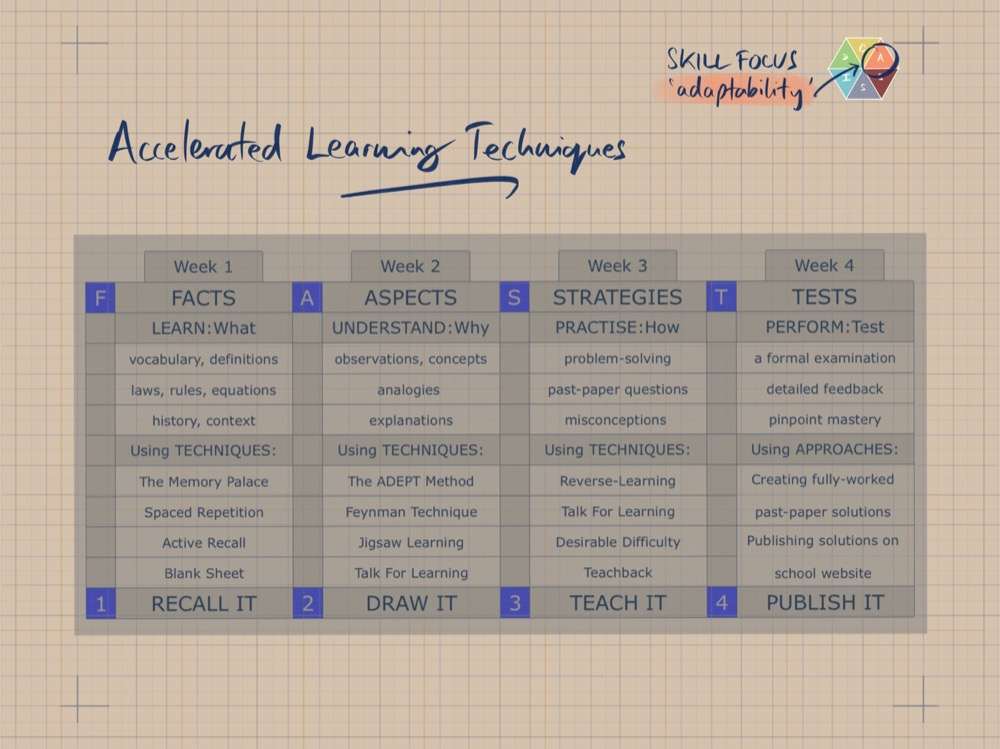 SKILL FOCUS
'adaptability'
Accelerated Learning Techniques
Week 1 Week 2 Week 3 Week 4
F FACTS A ASPECTS S STRATEGIES T TESTS
LEARN:What UNDERSTAND:Why PRACTISE:How PERFORM:Test
vocabulary, definitions observations, concepts problem-solving a formal examination
laws, rules, equations analogies past-paper questions detailed feedback
history, context explanations misconceptions pinpoint mastery
Using TECHNIQUES: Using TECHNIQUES: Using TECHNIQUES: Using APPROACHES:
The Memory Palace The ADEPT Method Reverse-Learning Creating fully-worked
Spaced Repetition Feynman Technique Talk For Learning past-paper solutions
Active Recall Jigsaw Learning Desirable Difficulty Publishing solutions on
Blank Sheet Talk For Learning Teachback school website
1 RECALL IT 2 DRAW IT 3 TEACH IT 4 PUBLISH IT